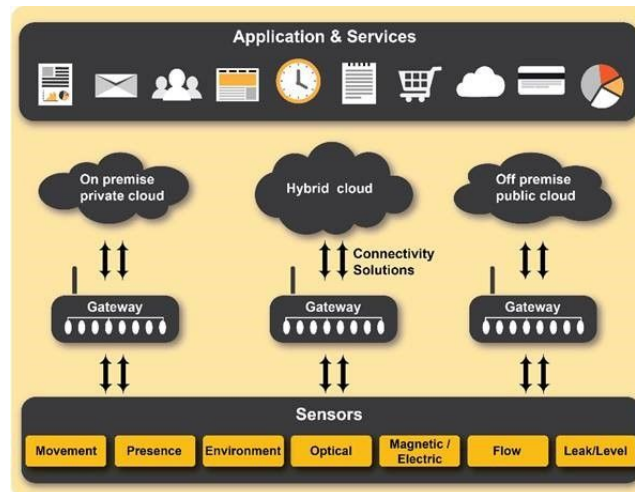 Application & Services
On premise
private cloud
Hybrid cloud
Off premise
public cloud
Connectivity
Solutions
Gateway
Gateway
Gateway
Sensors
Movement
Presence
Environment
Optical
Magnetic /
Electric
Flow
Leak/Level